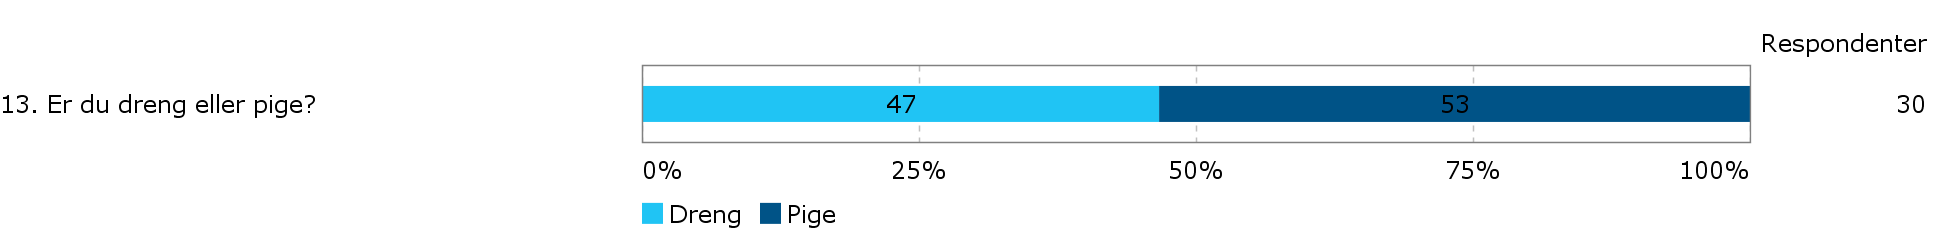 Respondenter
13. Er du dreng eller pige? 47 53 30
0% 25% 50% 75% 100%
Dreng Pige